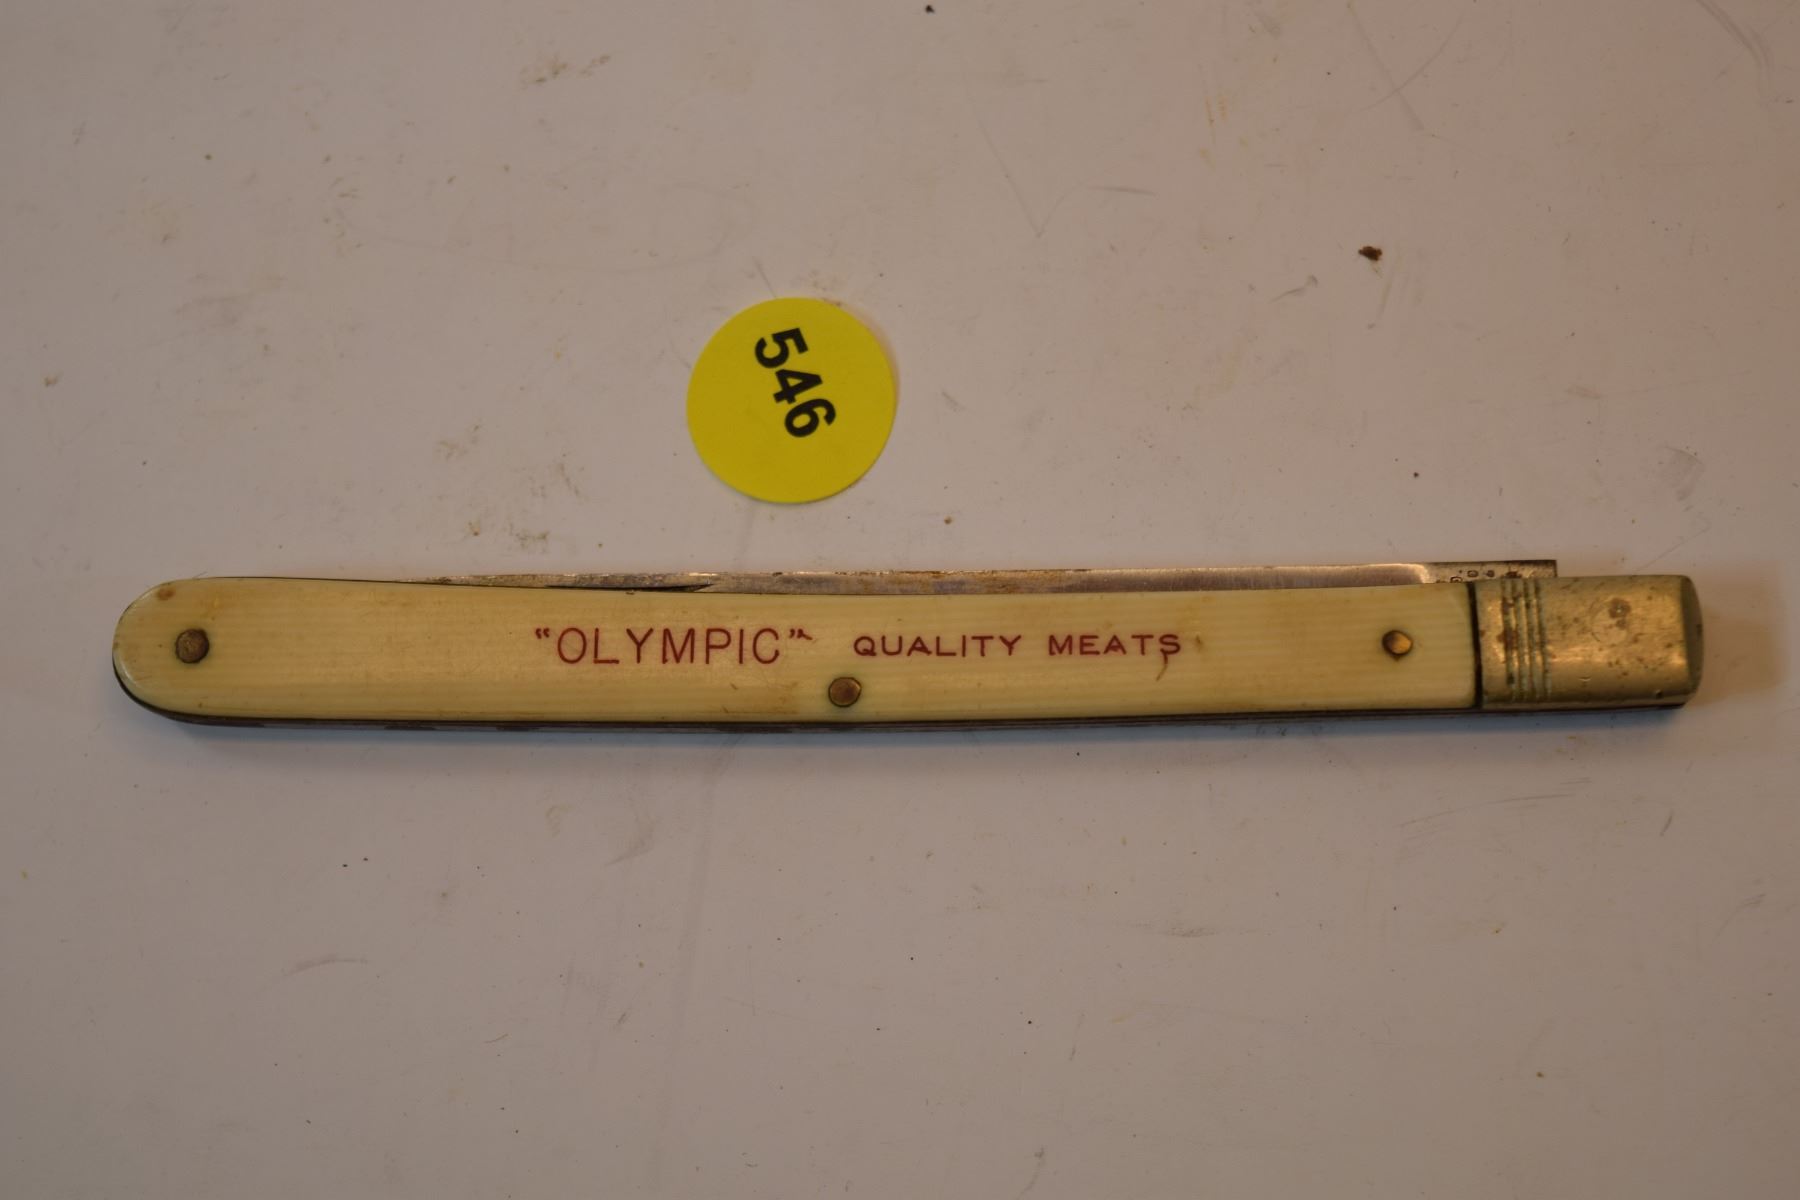 546
"OLYMPIC" QUALITY MEATS